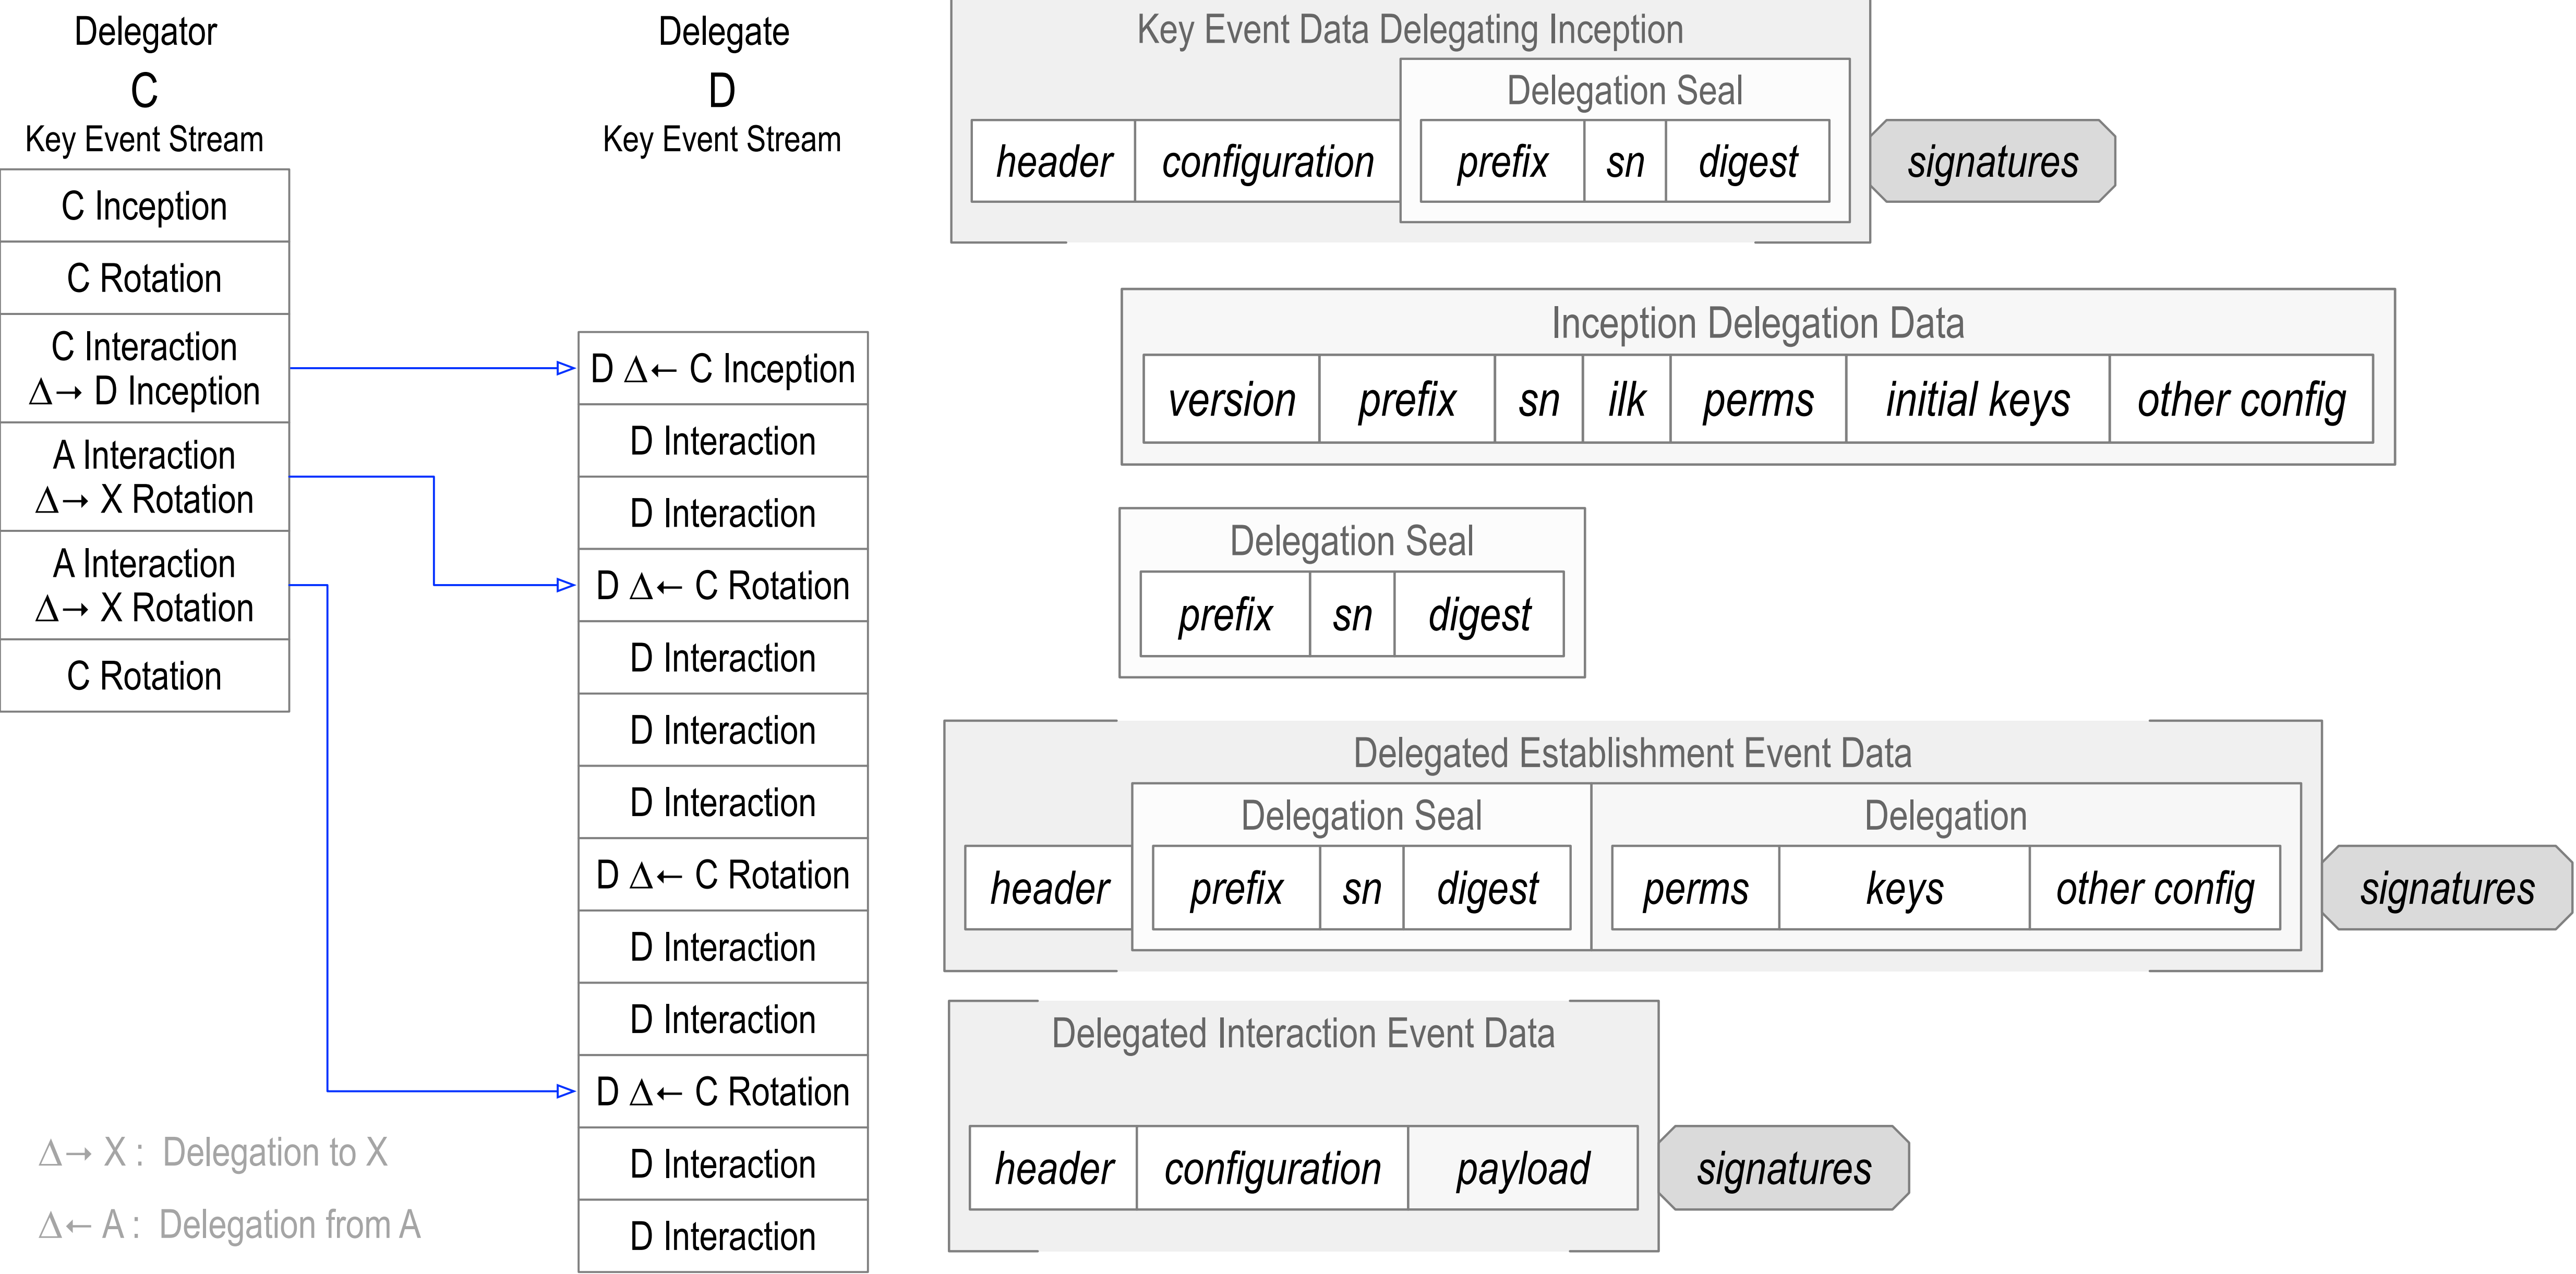 Delegator
C
Key Event Stream
C Inception
C Rotation
C Interaction
Δ→ D Inception
A Interaction
Δ→ X Rotation
A Interaction
Δ→ X Rotation
C Rotation
Δ→ X : Delegation to X
Δ← A : Delegation from A
Delegate
D
Key Event Stream
D Δ← C Inception
D Interaction
D Interaction
D Δ← C Rotation
D Interaction
D Interaction
D Interaction
D Δ← C Rotation
D Interaction
D Interaction
D Δ← C Rotation
D Interaction
D Interaction
Key Event Data Delegating Inception
Delegation Seal
header configuration prefix sn digest signatures
Inception Delegation Data
version prefix sn ilk perms initial keys other config
Delegation Seal
prefix sn digest
Delegated Establishment Event Data
Delegation Seal Delegation
header prefix sn digest perms keys other config signatures
Delegated Interaction Event Data
header configuration payload signatures